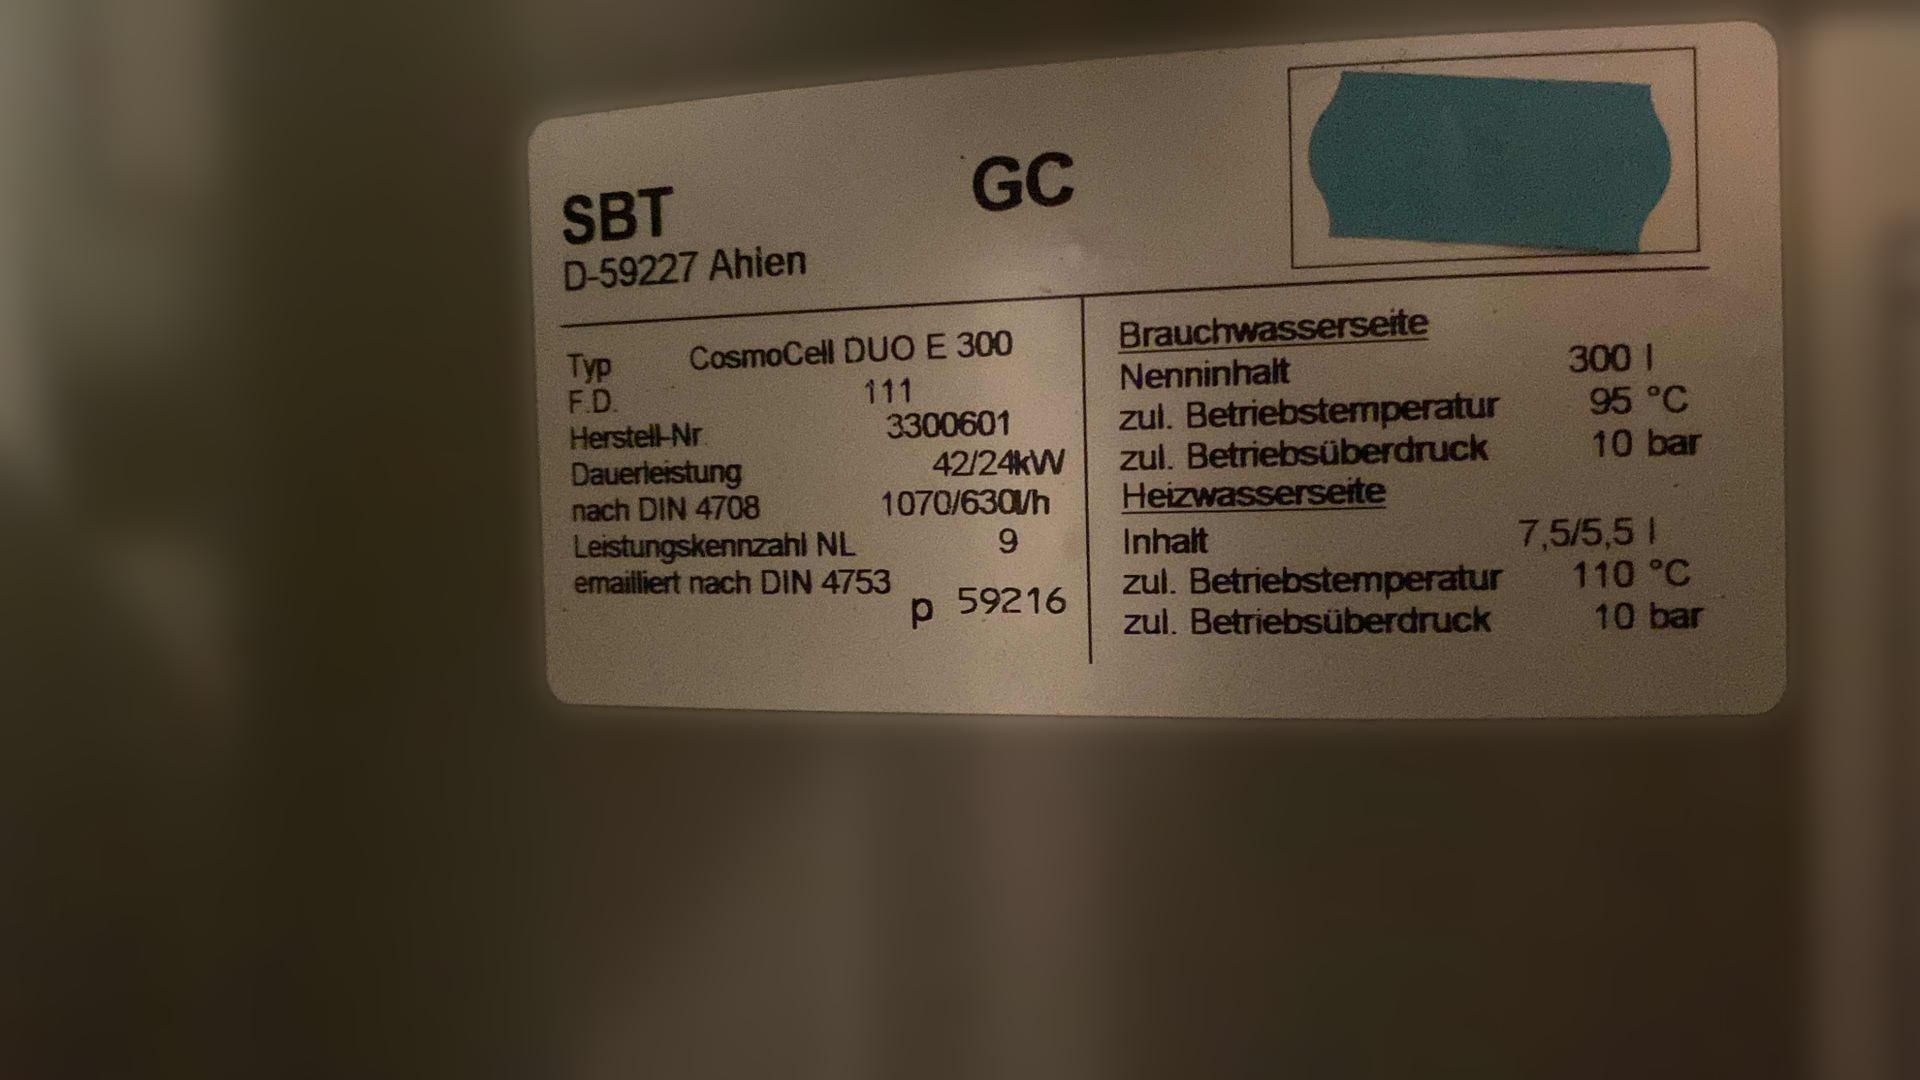 SBT
GC
D-59227 Ahien
Typ CosmoCell DUO E 300
F.D. 111
Herstell-Nr. 3300601
Dauerleistung 42/24kW
nach DIN 4708 1070/630l/h
Leistungskennzahl NL 9
emailliert nach DIN 4753
p 59216
Brauchwasserseite
Nenninhalt 300 l
zul. Betriebstemperatur 95 °C
zul. Betriebsüberdruck 10 bar
Heizwasserseite
Inhalt 7,5/5,5 l
zul. Betriebstemperatur 110 °C
zul. Betriebsüberdruck 10 bar